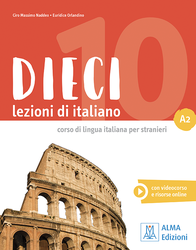 Ciro Massimo Naddeo • Euridice Orlandino
10
DIECI
lezioni di italiano
A2
corso di lingua italiana per stranieri
con videocorso
e risorse online
ALMA
Edizioni